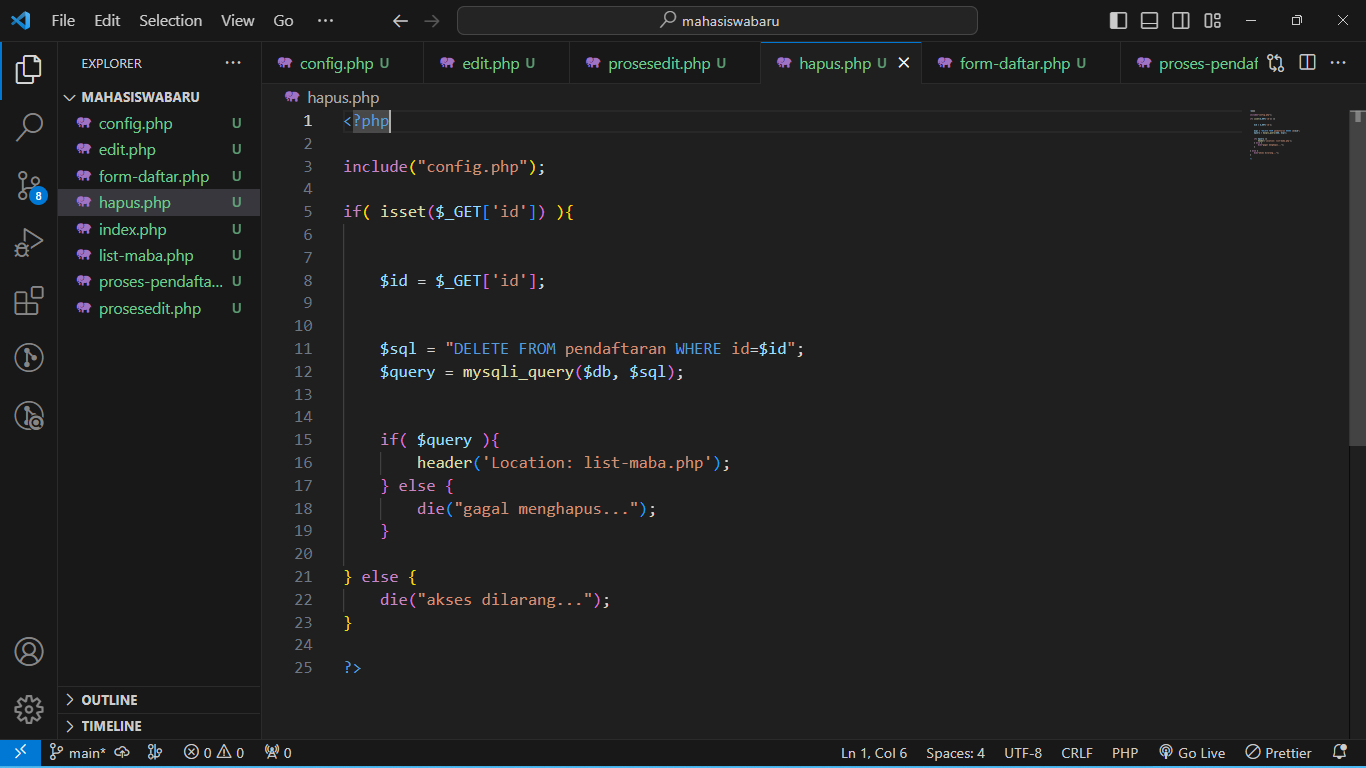 File Edit Selection View Go ···
mahasiswabaru
EXPLORER ···
MAHASISWABARU
config.php U
edit.php U
form-daftar.php U
hapus.php U
index.php U
list-maba.php U
proses-pendafta... U
prosesedit.php U
8
OUTLINE
TIMELINE
config.php U
edit.php U
prosesedit.php U
hapus.php U
form-daftar.php U
proses-pendaf
hapus.php
1 <?php
2
3 include("config.php");
4
5 if( isset($_GET['id']) ){
6
7
8 $id = $_GET['id'];
9
10
11 $sql = "DELETE FROM pendaftaran WHERE id=$id";
12 $query = mysqli_query($db, $sql);
13
14
15 if( $query ){
16 header('Location: list-maba.php');
17 } else {
18 die("gagal menghapus...");
19 }
20
21 } else {
22 die("akses dilarang...");
23 }
24
25 ?>
main* 0 0 0 Ln 1, Col 6 Spaces: 4 UTF-8 CRLF PHP Go Live Prettier